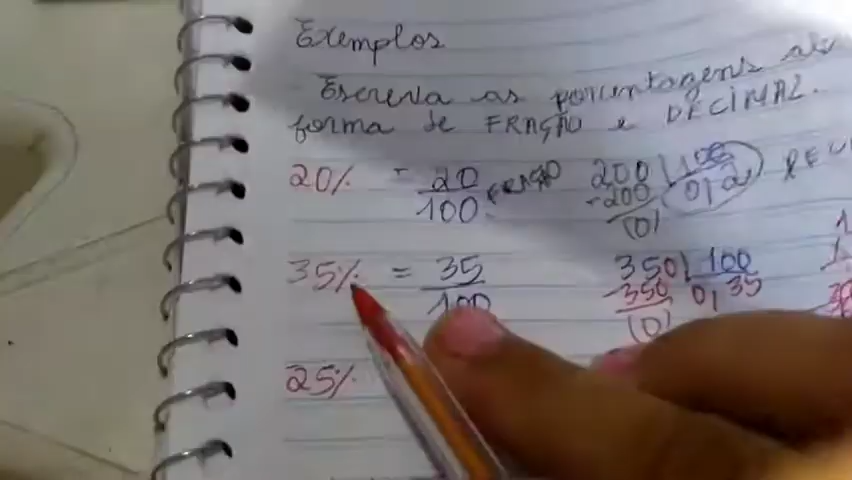 Exemplos
Escreva as porcentagens
forma de FRAÇÃO e DECIMAL.
20% = 20/100 FRAÇÃO 200 | 100
-200 0,2
(0)
35% = 35/100 350 | 100
-350 0,35
(0)
25%